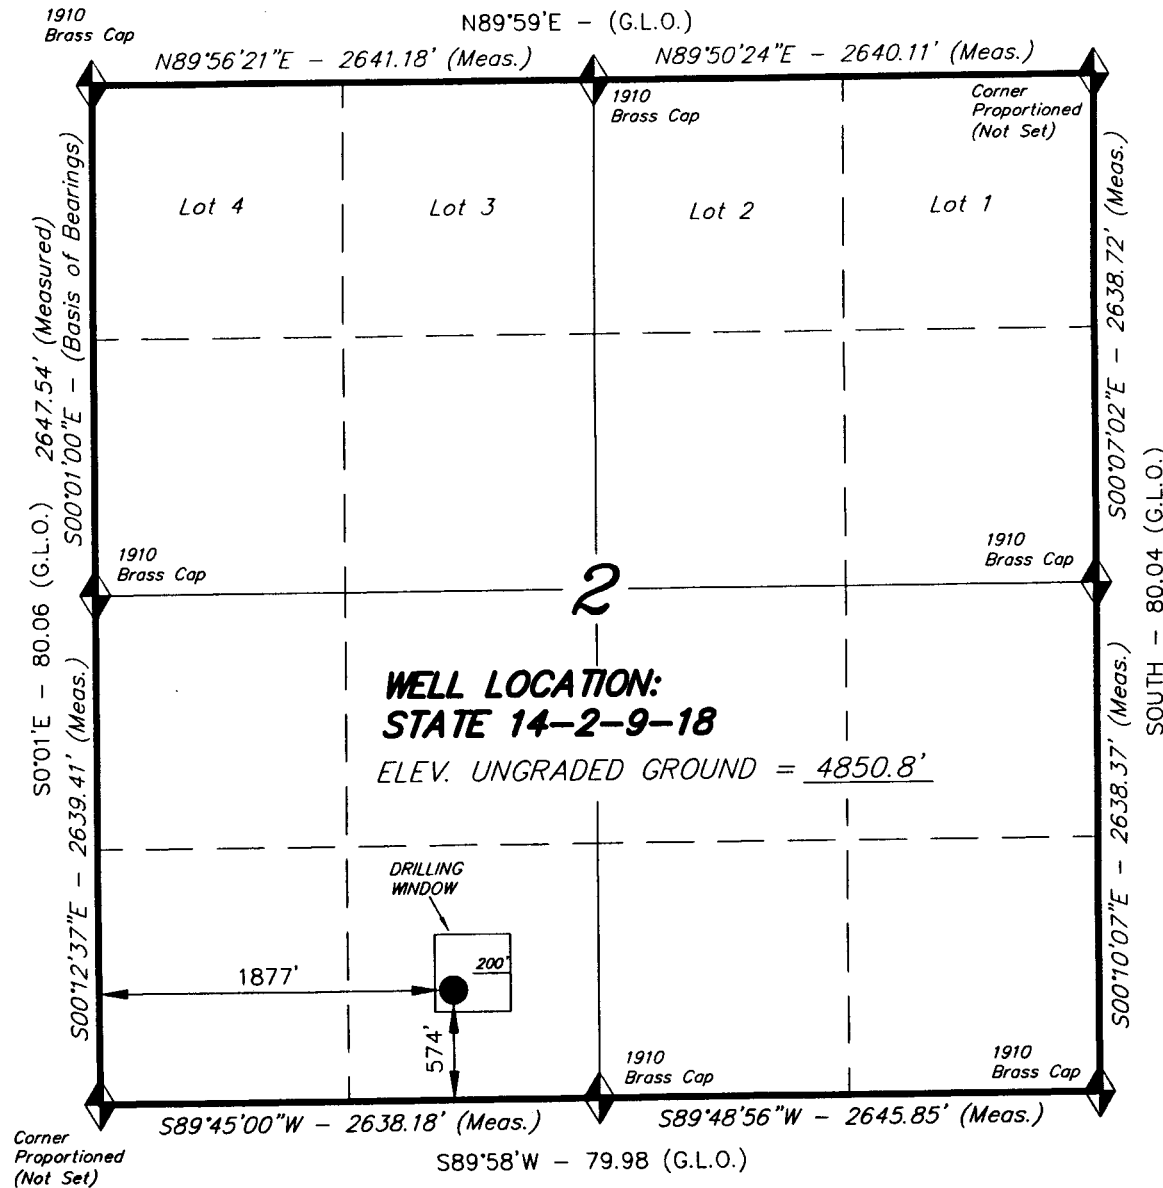 1910
Brass Cap
N89°59'E - (G.L.O.)
N89°56'21"E - 2641.18' (Meas.)
N89°50'24"E - 2640.11' (Meas.)
1910
Brass Cap
Corner
Proportioned
(Not Set)
Lot 4
Lot 3
Lot 2
Lot 1
S0°01'E - 80.06 (G.L.O.)
2647.54' (Measured)
S00°01'00"E - (Basis of Bearings)
S00°07'02"E - 2638.72' (Meas.)
SOUTH - 80.04 (G.L.O.)
1910
Brass Cap
1910
Brass Cap
2
WELL LOCATION:
STATE 14-2-9-18
ELEV. UNGRADED GROUND = 4850.8'
S00°12'37"E - 2639.41' (Meas.)
S00°10'07"E - 2638.37' (Meas.)
DRILLING
WINDOW
200'
1877'
574'
1910
Brass Cap
1910
Brass Cap
S89°45'00"W - 2638.18' (Meas.)
S89°48'56"W - 2645.85' (Meas.)
Corner
Proportioned
(Not Set)
S89°58'W - 79.98 (G.L.O.)